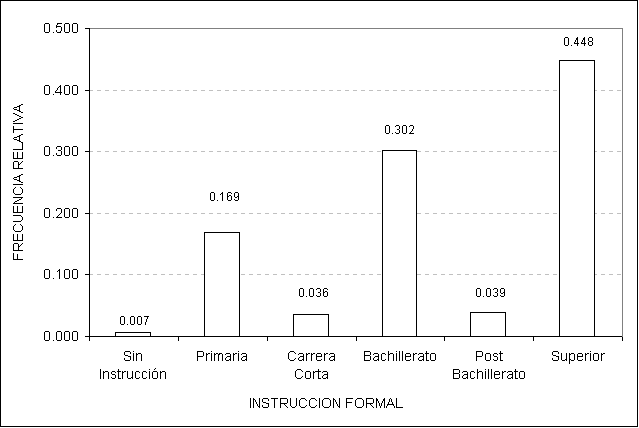 FRECUENCIA RELATIVA
0.500
0.400
0.300
0.200
0.100
0.000
0.007
0.169
0.036
0.302
0.039
0.448
Sin
Instrucción
Primaria
Carrera
Corta
Bachillerato
Post
Bachillerato
Superior
INSTRUCCION FORMAL